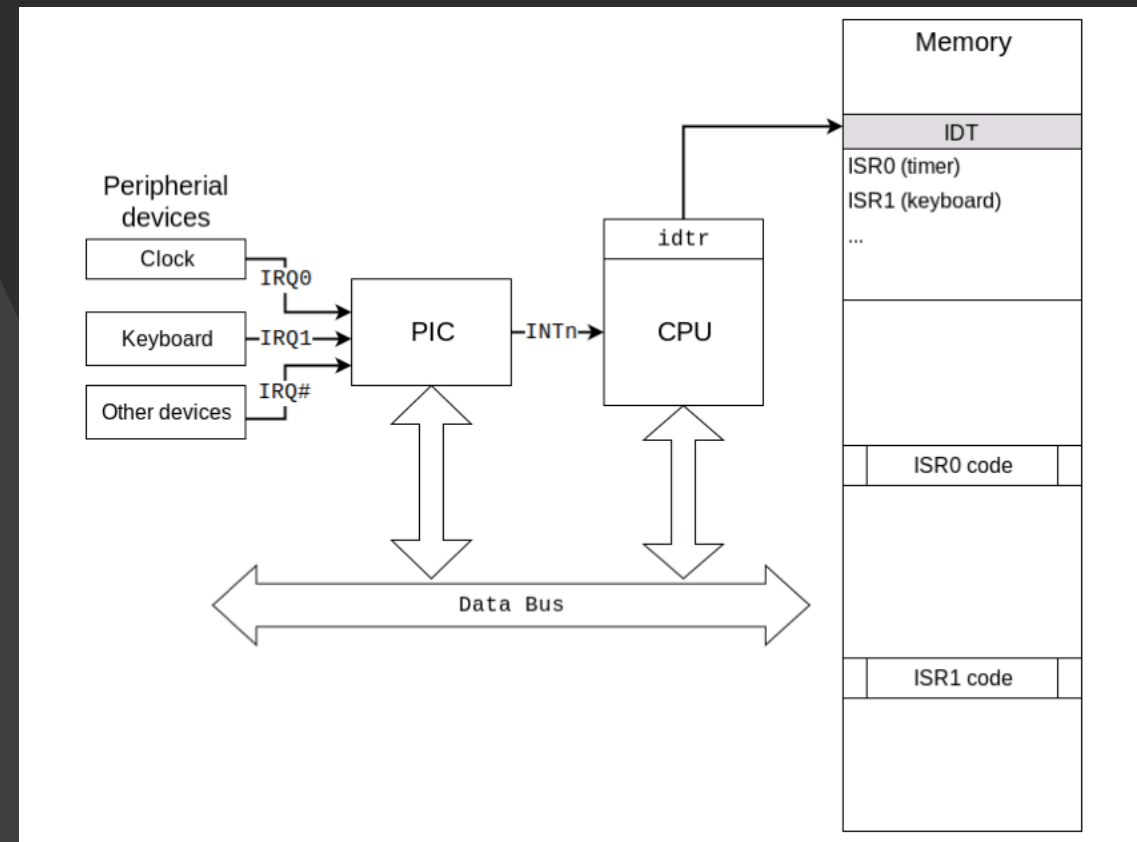 Memory
IDT
ISR0 (timer)
ISR1 (keyboard)
...
Peripherial
devices
Clock
IRQ0
Keyboard
IRQ1
Other devices
IRQ#
PIC
INTn
idtr
CPU
ISR0 code
Data Bus
ISR1 code